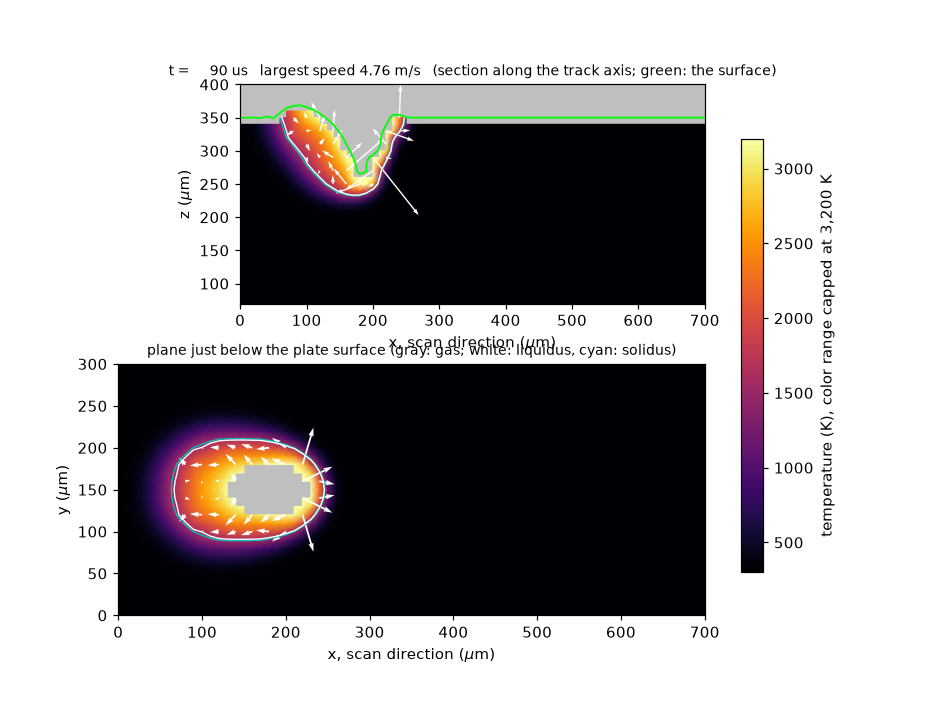 t =     90 us   largest speed 4.76 m/s   (section along the track axis; green: the surface)
400
350
300
250
200
150
100
z (μm)
0 100 200 300 400 500 600 700
x, scan direction (μm)
plane just below the plate surface (gray: gas; white: liquidus, cyan: solidus)
300
250
200
150
100
50
0
y (μm)
0 100 200 300 400 500 600 700
x, scan direction (μm)
3000
2500
2000
1500
1000
500
temperature (K), color range capped at 3,200 K